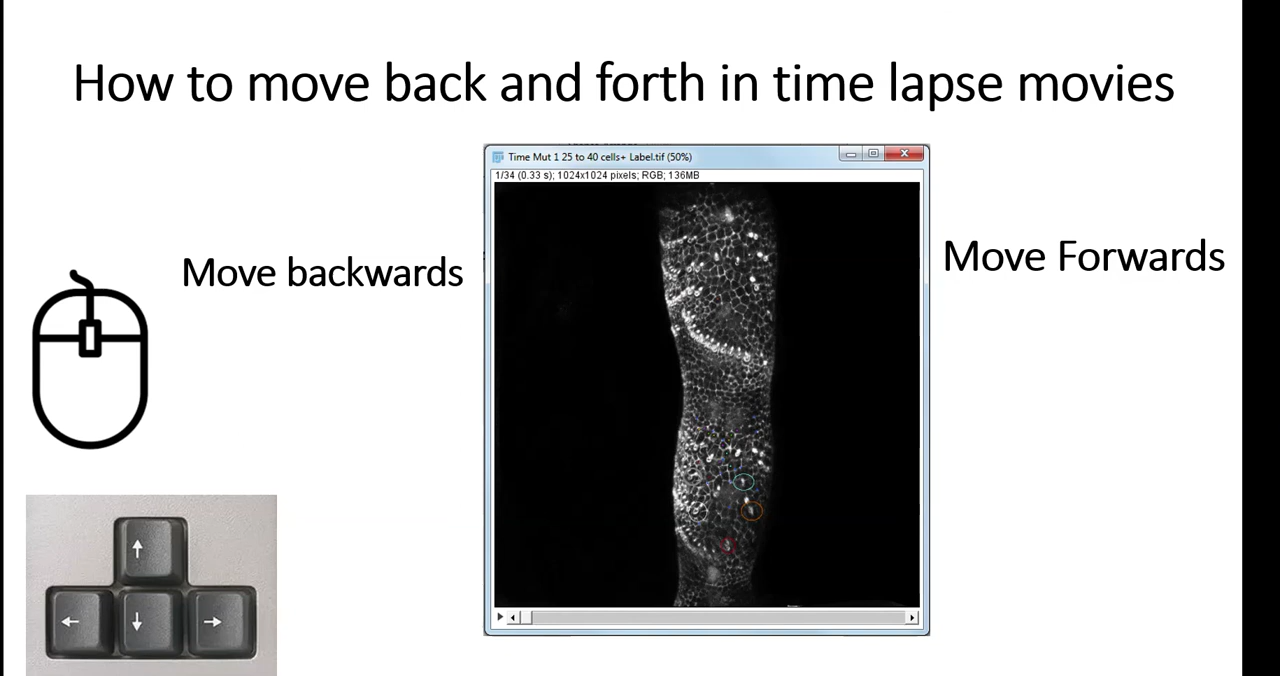 How to move back and forth in time lapse movies
Time Mut 1 25 to 40 cells+ Label.tif (50%)
1/34 (0.33 s); 1024x1024 pixels; RGB; 136MB
Move backwards
Move Forwards